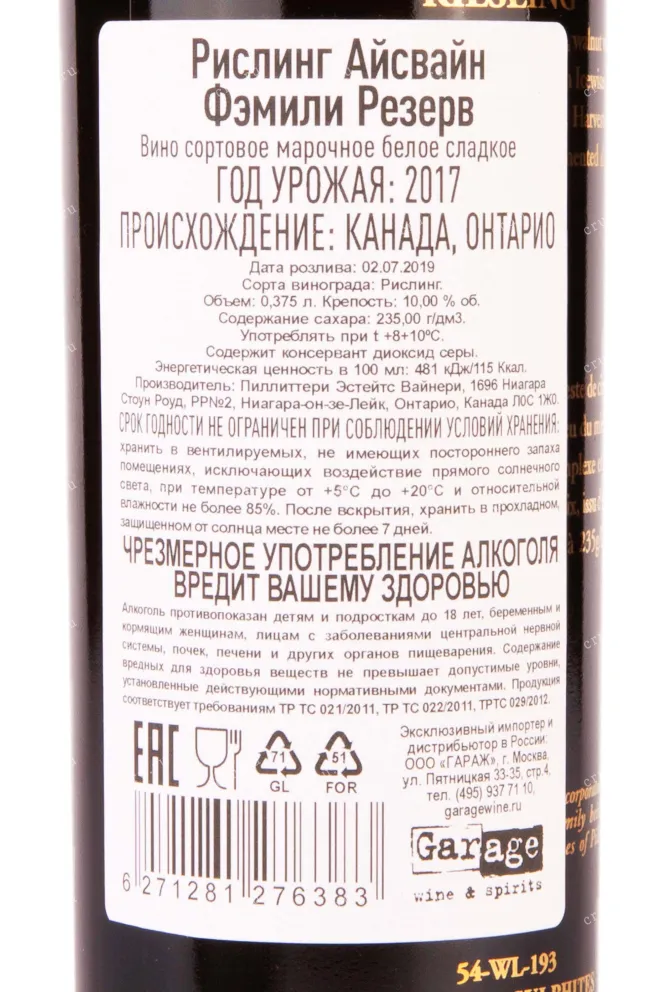 RIESLING
Рислинг Айсвайн
Фэмили Резерв
Вино сортовое марочное белое сладкое
ГОД УРОЖАЯ: 2017
ПРОИСХОЖДЕНИЕ: КАНАДА, ОНТАРИО
Дата розлива: 02.07.2019
Сорта винограда: Рислинг.
Объем: 0,375 л. Крепость: 10,00 % об.
Содержание сахара: 235,00 г/дм3.
Употреблять при t +8+10ºС.
Содержит консервант диоксид серы.
Энергетическая ценность в 100 мл: 481 кДж/115 Ккал.
Производитель: Пиллиттери Эстейтс Вайнери, 1696 Ниагара
Стоун Роуд, РР№2, Ниагара-он-зе-Лейк, Онтарио, Канада Л0С 1Ж0.
СРОК ГОДНОСТИ НЕ ОГРАНИЧЕН ПРИ СОБЛЮДЕНИИ УСЛОВИЙ ХРАНЕНИЯ:
хранить в вентилируемых, не имеющих постороннего запаха
помещениях, исключающих воздействие прямого солнечного
света, при температуре от +5°С до +20°С и относительной
влажности не более 85%. После вскрытия, хранить в прохладном,
защищенном от солнца месте не более 7 дней.
ЧРЕЗМЕРНОЕ УПОТРЕБЛЕНИЕ АЛКОГОЛЯ
ВРЕДИТ ВАШЕМУ ЗДОРОВЬЮ
Алкоголь противопоказан детям и подросткам до 18 лет, беременным и
кормящим женщинам, лицам с заболеваниями центральной нервной
системы, почек, печени и других органов пищеварения. Содержание
вредных для здоровья веществ не превышает допустимые уровни,
установленные действующими нормативными документами. Продукция
соответствует требованиям ТР ТС 021/2011, ТР ТС 022/2011, ТРТС 029/2012.
EAC
71
GL
51
FOR
Эксклюзивный импортер и
дистрибьютор в России:
ООО «ГАРАЖ», г. Москва,
ул. Пятницкая 33-35, стр.4,
тел. (495) 937 71 10,
garagewine.ru
Garage
wine & spirits
6 271281 276383
54-WL-193